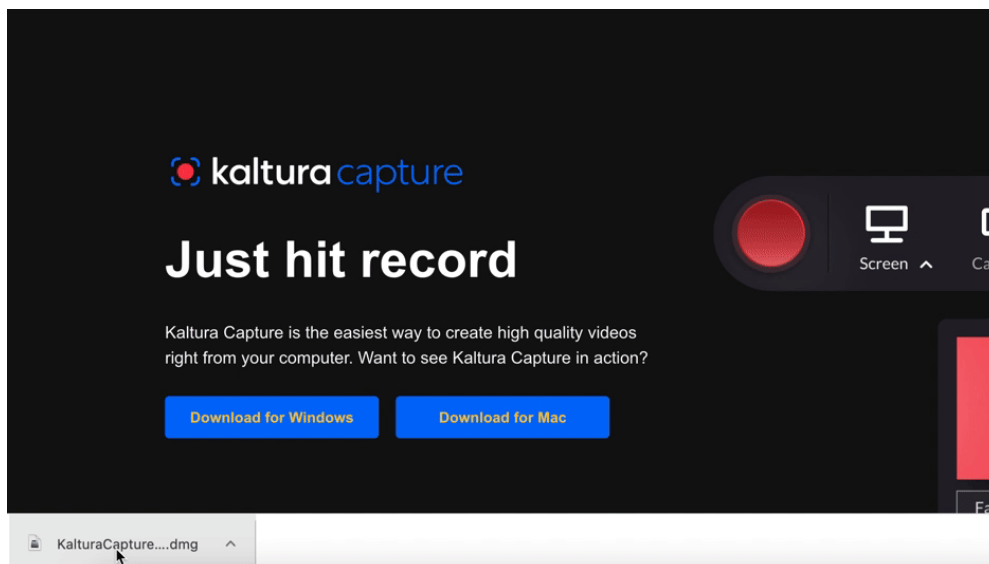 kaltura capture
Just hit record
Screen
Kaltura Capture is the easiest way to create high quality videos
right from your computer. Want to see Kaltura Capture in action?
Download for Windows
Download for Mac
KalturaCapture....dmg